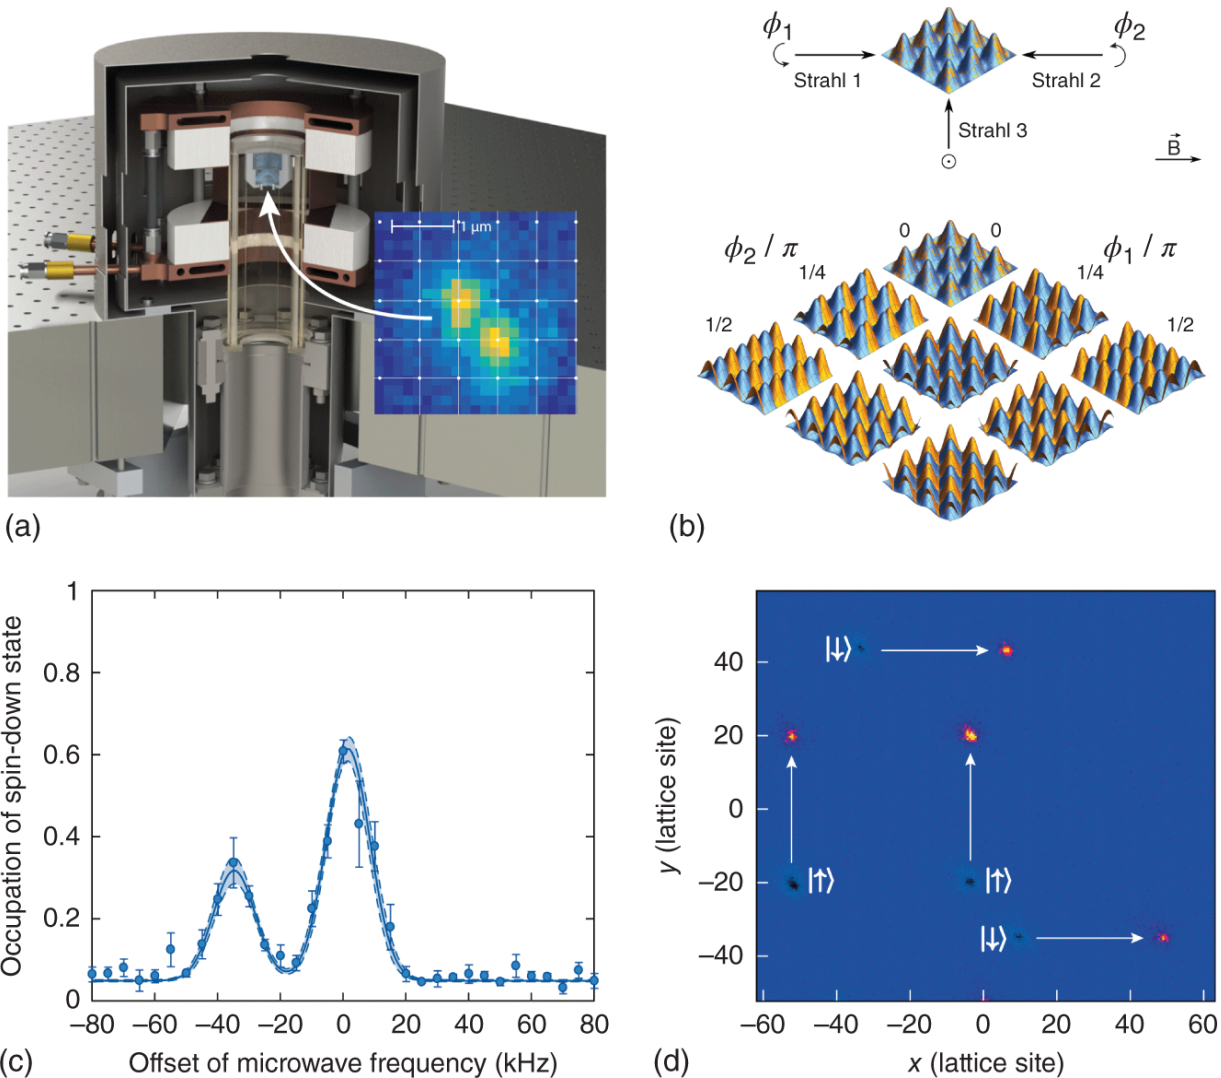 1 µm
(a)
ϕ1
ϕ2
Strahl 1
Strahl 2
Strahl 3
B
0
0
ϕ2 / π
ϕ1 / π
1/4
1/4
1/2
1/2
(b)
Occupation of spin-down state
1
0.8
0.6
0.4
0.2
0
−80 −60 −40 −20 0 20 40 60 80
Offset of microwave frequency (kHz)
(c)
y (lattice site)
40
20
0
−20
−40
|↓⟩
|↑⟩
|↑⟩
|↓⟩
−60 −40 −20 0 20 40 60
x (lattice site)
(d)